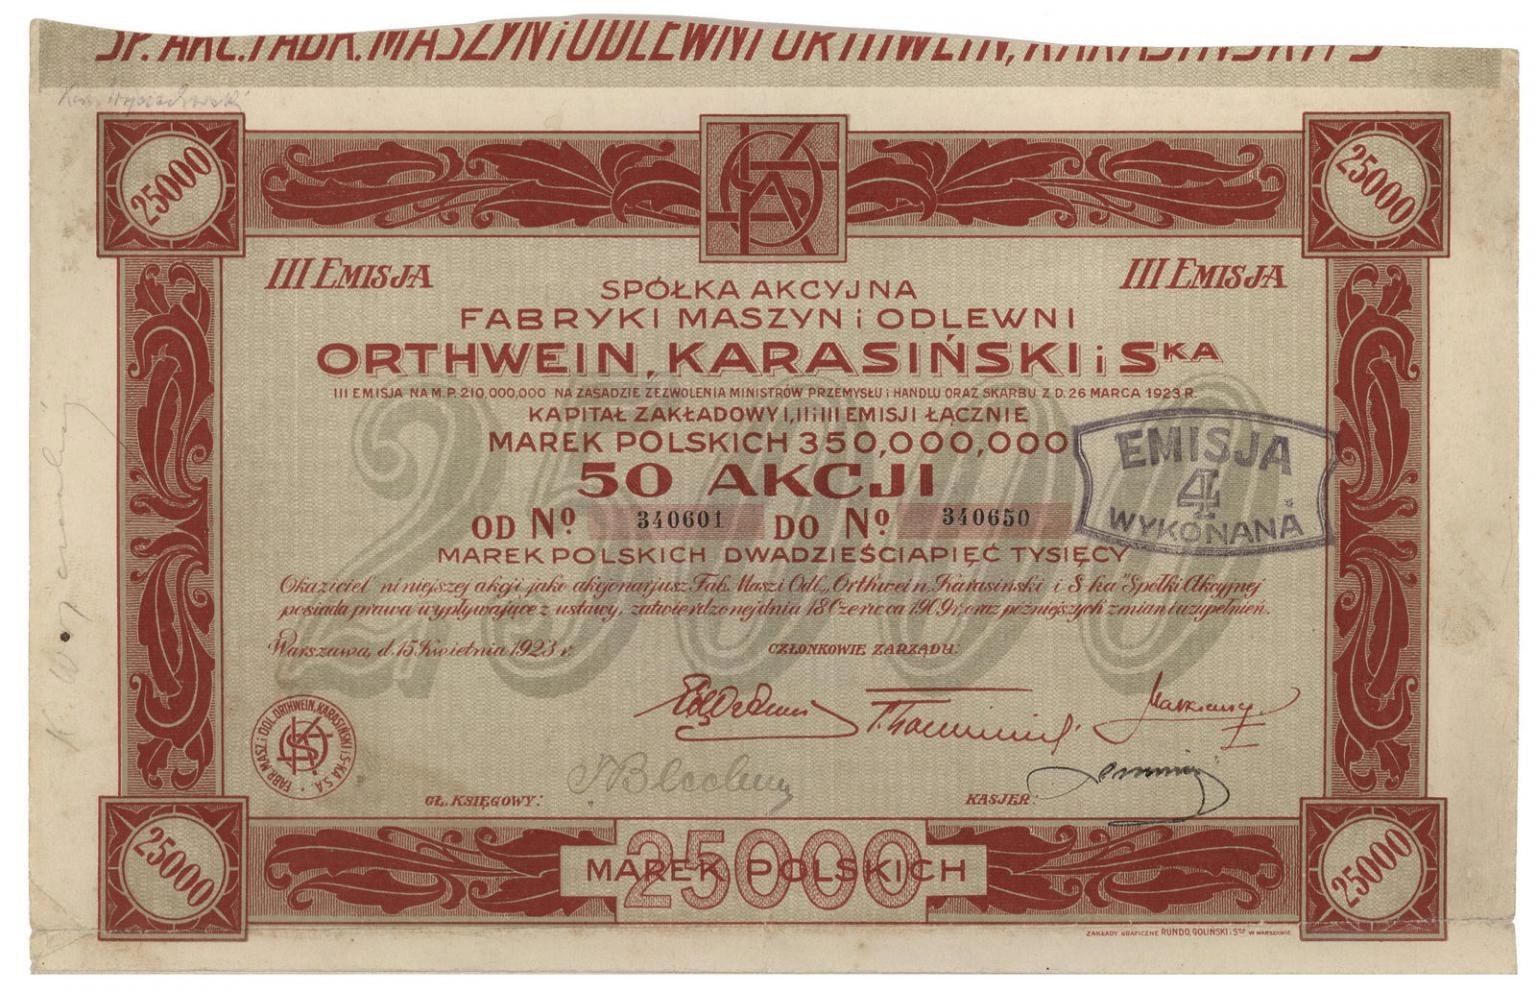 SP. AKC. FABR. MASZYN i ODLEWNI ORTHWEIN, KARASIŃSKI i S
25000
25000
III EMISJA
III EMISJA
SPÓŁKA AKCYJNA
FABRYKI MASZYN i ODLEWNI
ORTHWEIN, KARASIŃSKI i SKA
III EMISJA NA M.P. 210,000,000 NA ZASADZIE ZEZWOLENIA MINISTRÓW PRZEMYSŁU i HANDLU ORAZ SKARBU Z D. 26 MARCA 1923 R.
KAPITAŁ ZAKŁADOWY I, II i III EMISJI ŁĄCZNIE
MAREK POLSKICH 350,000,000
50 AKCJI
OD No 340601 DO No 340650
MAREK POLSKICH DWADZIEŚCIAPIĘĆ TYSIĘCY
25000
EMISJA
4
WYKONANA
Okaziciel niniejszej akcji jako akcjonarjusz Fab. Masz i Odl. „Orthwein, Karasinski i S-ka" Spółki Akcyjnej
posiada prawa wypływające z ustawy, zatwierdzonej dnia 18 Czerwca 1909 r. oraz późniejszych zmian i uzupełnień.
Warszawa, d. 15 Kwietnia 1923 r.
CZŁONKOWIE ZARZĄDU:
FABR. MASZ. i ODL. ORTHWEIN, KARASIŃSKI i S-KA S.A.
GŁ. KSIĘGOWY:
KASJER:
25000
25000
MAREK POLSKICH
25000
ZAKŁADY GRAFICZNE RUNDO, GOLIŃSKI i Ska W WARSZAWIE